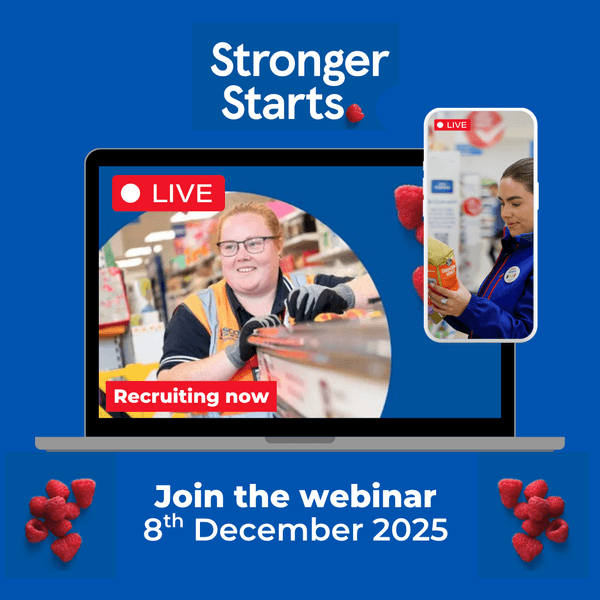 Stronger
Starts
LIVE
LIVE
Recruiting now
Join the webinar
8th December 2025